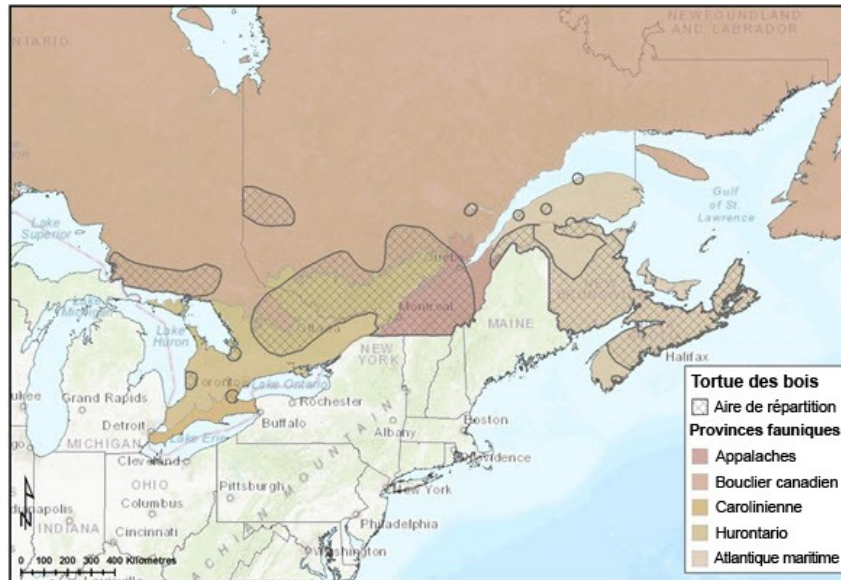 NEWFOUNDLAND
AND LABRADOR
ONTARIO
Gulf
of St.
Lawrence
Lake
Superior
Montreal
Ottawa
MAINE
Lake
Huron
NEW
YORK
Halifax
Toronto
Lake Ontario
Grand Rapids
Rochester
Detroit
Buffalo
Albany
Boston
MICHIGAN
Lake Erie
Providence
Cleveland
OHIO
New York
Pittsburgh
Columbus
INDIANA
Philadelphia
Cincinnati
Washington
0 100 200 300 400 Kilomètres
Tortue des bois
Aire de répartition
Provinces fauniques
Appalaches
Bouclier canadien
Carolinienne
Hurontario
Atlantique maritime